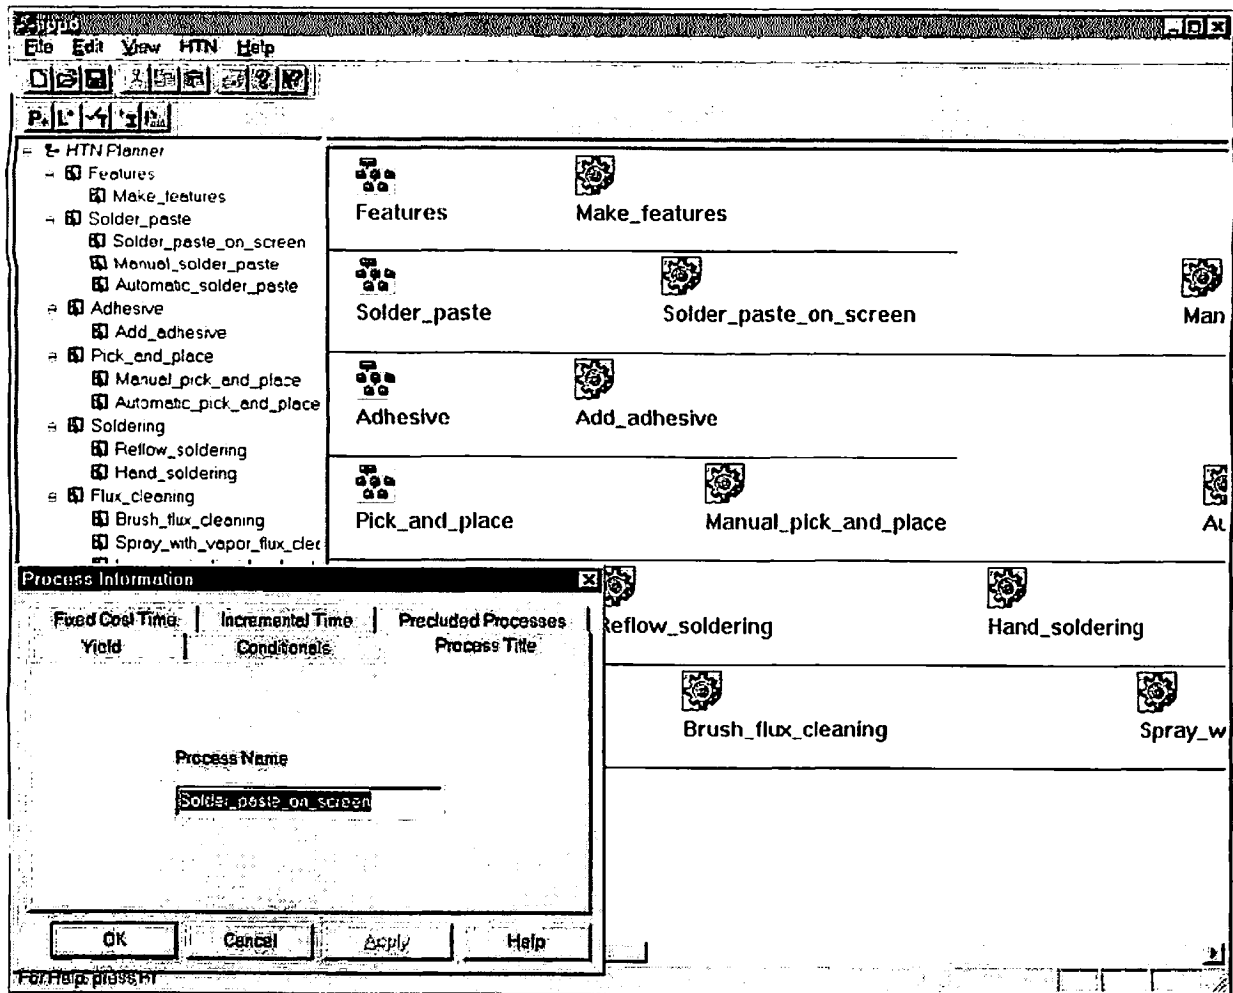 File Edit View HTN Help
HTN Planner
Features
Make_features
Solder_paste
Solder_paste_on_screen
Manual_solder_paste
Automatic_solder_paste
Adhesive
Add_adhesive
Pick_and_place
Manual_pick_and_place
Automatic_pick_and_place
Soldering
Reflow_soldering
Hand_soldering
Flux_cleaning
Brush_flux_cleaning
Spray_with_vapor_flux_clea
Features Make_features
Solder_paste Solder_paste_on_screen Man
Adhesive Add_adhesive
Pick_and_place Manual_pick_and_place Au
Reflow_soldering Hand_soldering
Brush_flux_cleaning Spray_w
Process Information
Fixed Cost Time Incremental Time Precluded Processes
Yield Conditionals Process Title
Process Name
Solder_paste_on_screen
OK Cancel Apply Help
For Help, press F1